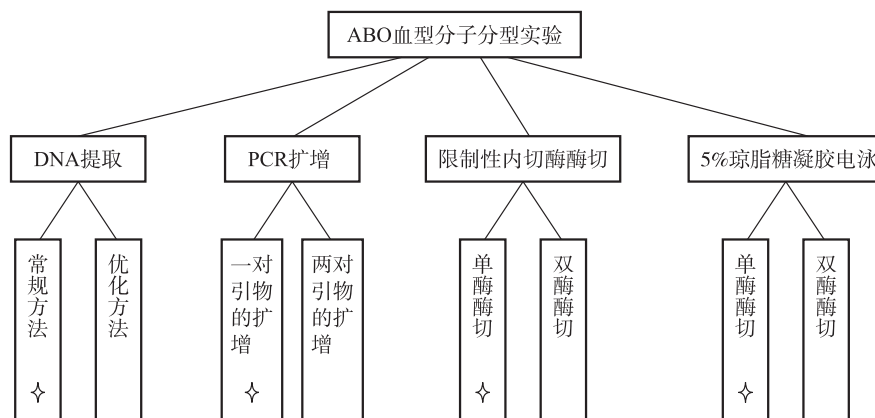 ABO血型分子分型实验
DNA提取
PCR扩增
限制性内切酶酶切
5%琼脂糖凝胶电泳
常规方法
优化方法
一对引物的扩增
两对引物的扩增
单酶酶切
双酶酶切
单酶酶切
双酶酶切